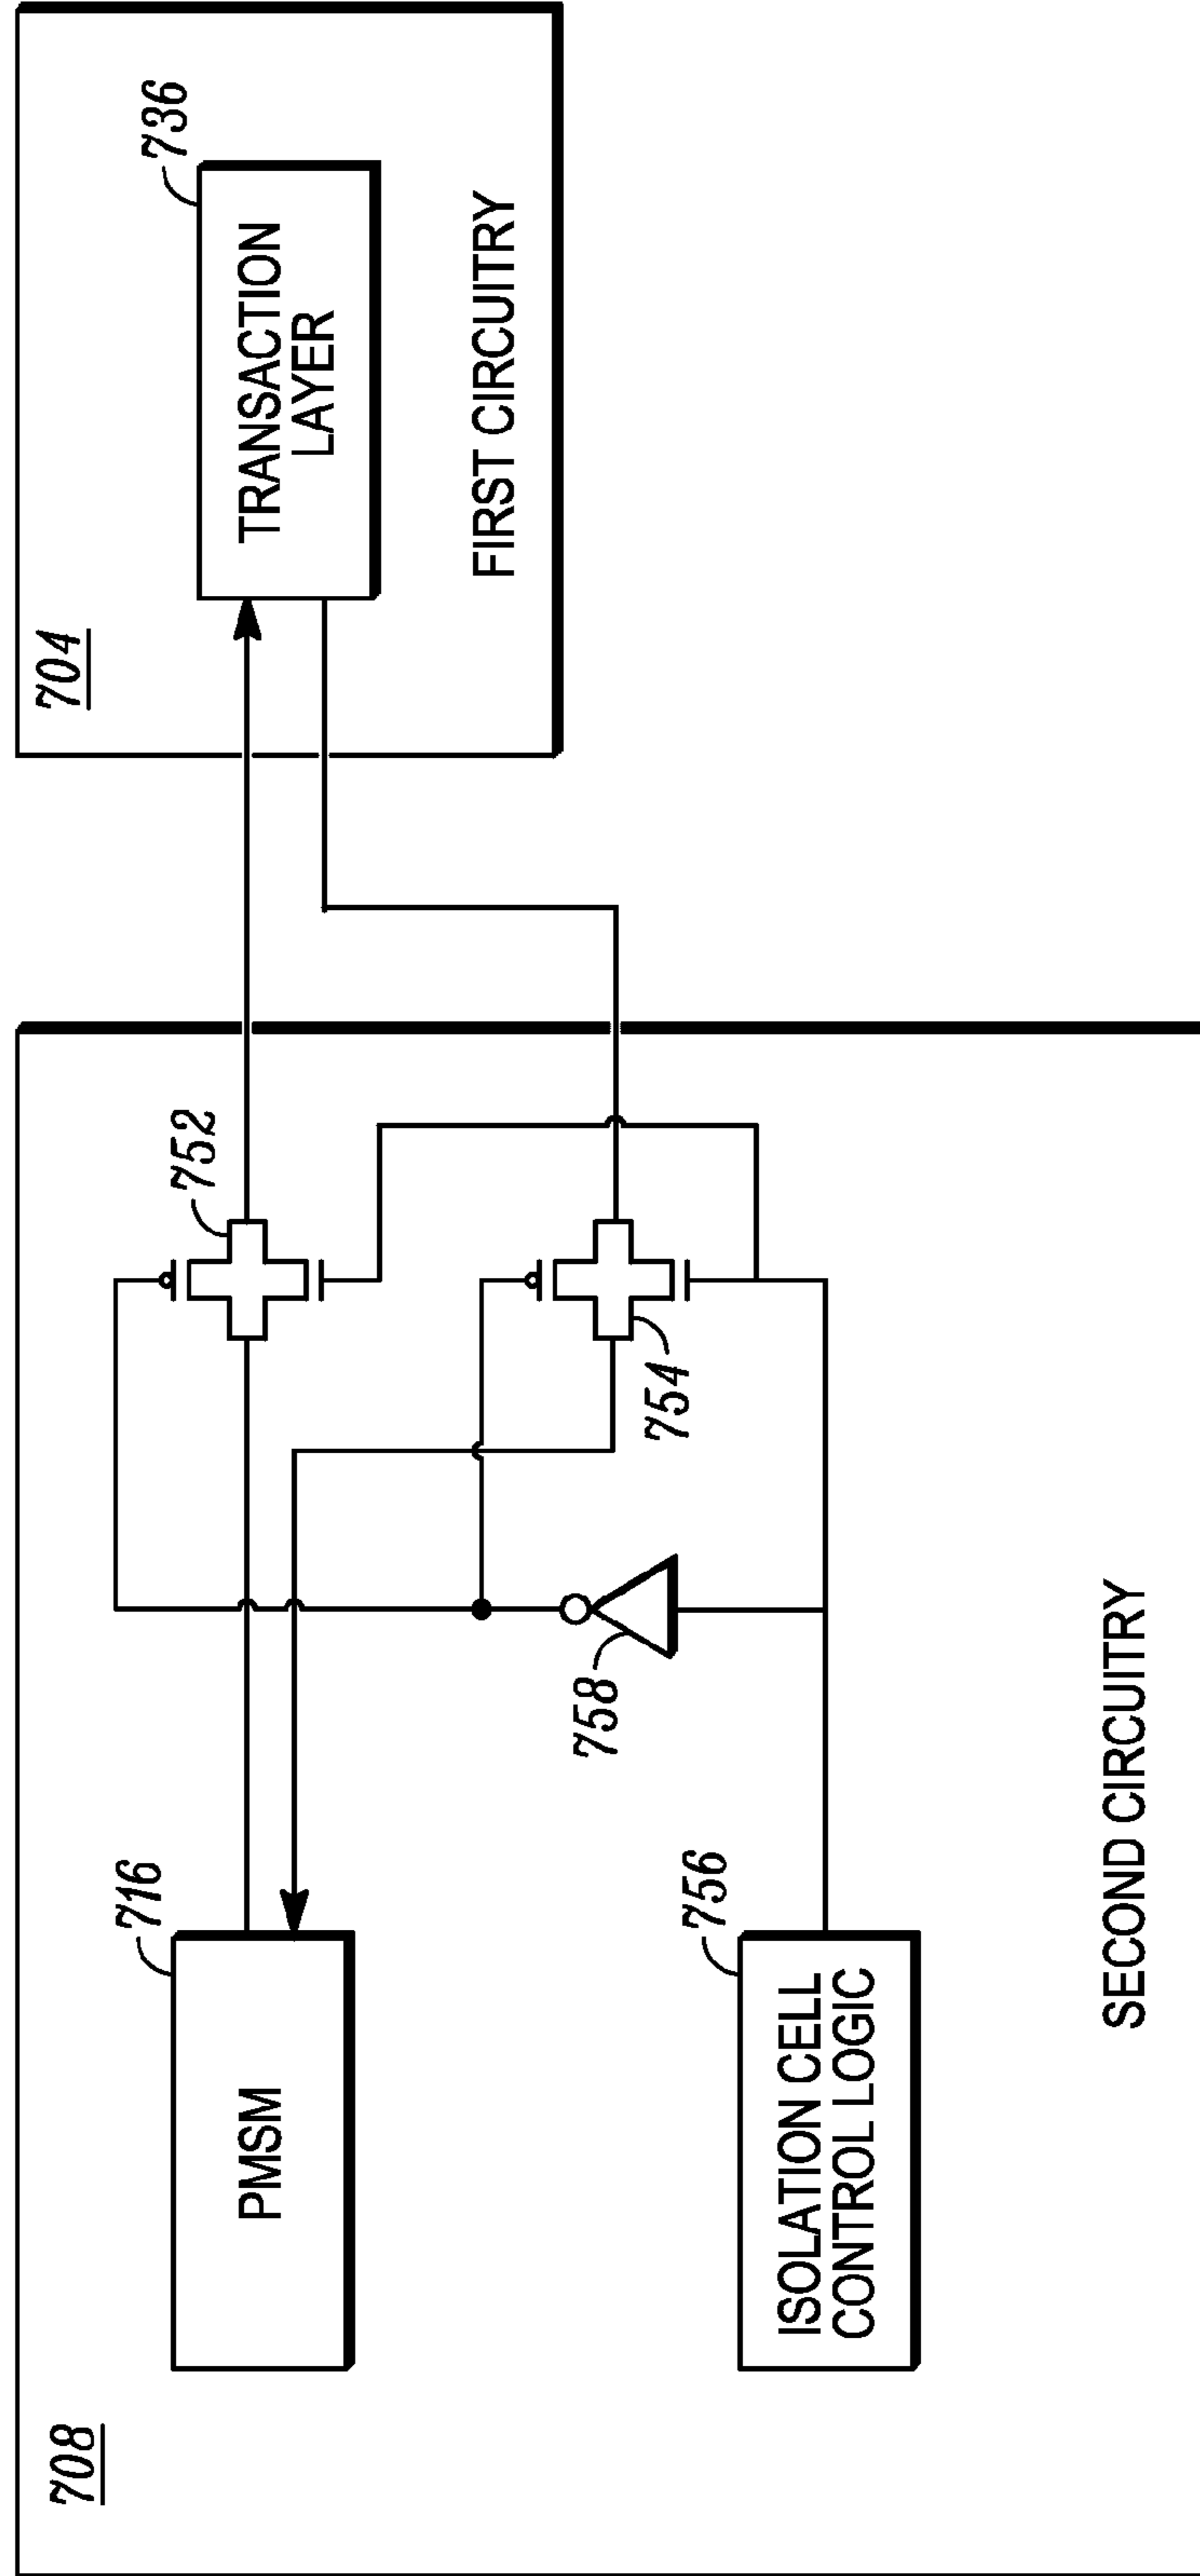 708
716
PMSM
752
704
736
TRANSACTION
LAYER
FIRST CIRCUITRY
754
758
756
ISOLATION CELL
CONTROL LOGIC
SECOND CIRCUITRY